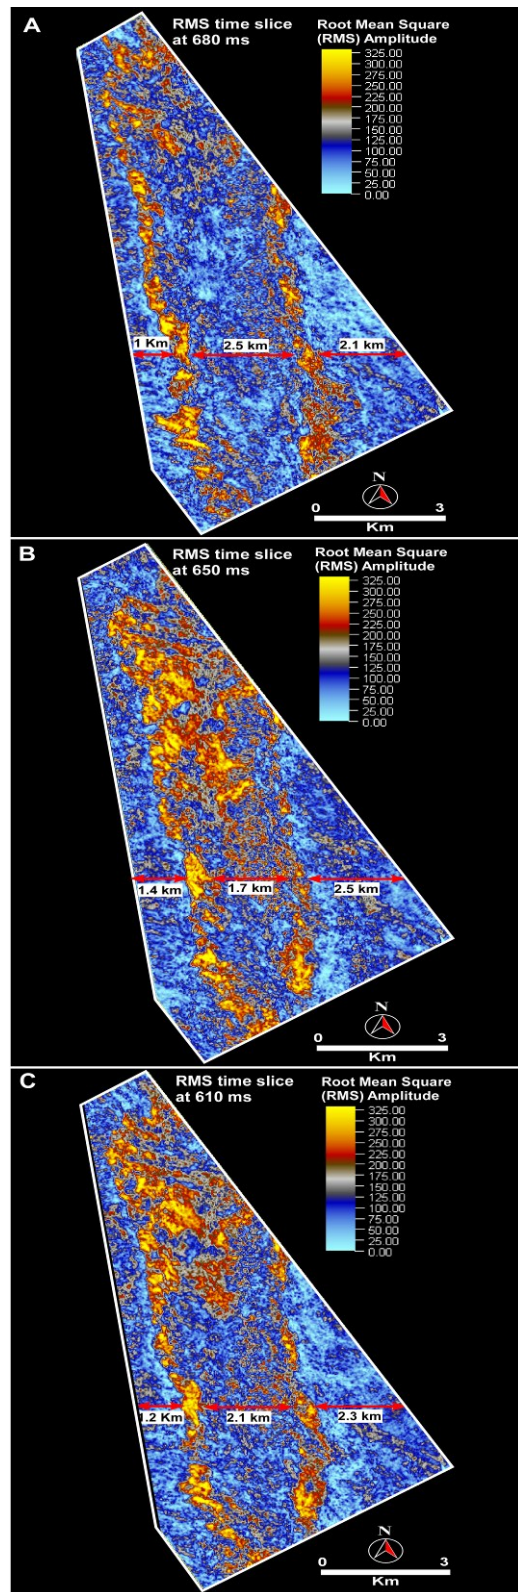 A
RMS time slice
at 680 ms
Root Mean Square
(RMS) Amplitude
325.00
300.00
275.00
250.00
225.00
200.00
175.00
150.00
125.00
100.00
75.00
50.00
25.00
0.00
1 Km
2.5 km
2.1 km
N
0
3
Km
B
RMS time slice
at 650 ms
Root Mean Square
(RMS) Amplitude
325.00
300.00
275.00
250.00
225.00
200.00
175.00
150.00
125.00
100.00
75.00
50.00
25.00
0.00
1.4 km
1.7 km
2.5 km
N
0
3
Km
C
RMS time slice
at 610 ms
Root Mean Square
(RMS) Amplitude
325.00
300.00
275.00
250.00
225.00
200.00
175.00
150.00
125.00
100.00
75.00
50.00
25.00
0.00
1.2 Km
2.1 km
2.3 km
N
0
3
Km